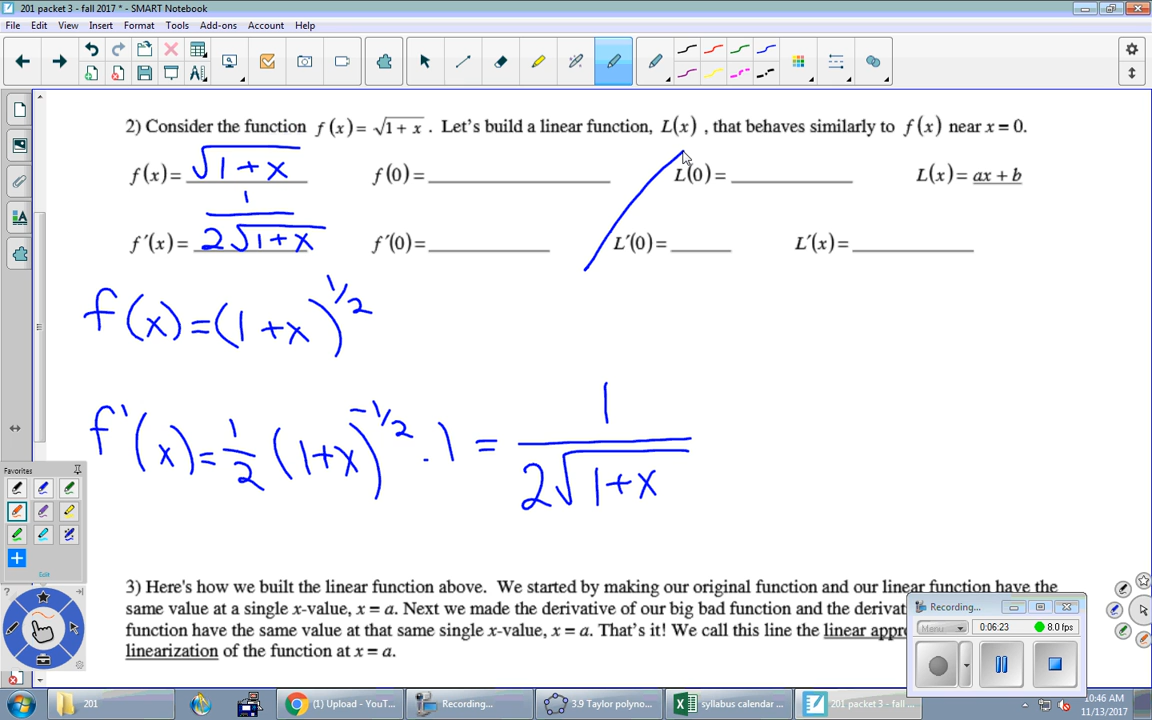 201 packet 3 - fall 2017 * - SMART Notebook
File Edit View Insert Format Tools Add-ons Account Help
2) Consider the function f(x)=√1+x. Let's build a linear function, L(x), that behaves similarly to f(x) near x=0.
f(x)= √1+x f(0)= L(0)= L(x)= ax+b
f′(x)= 1/(2√1+x) f′(0)= L′(0)= L′(x)=
f(x)=(1+x)^1/2
f'(x)=1/2(1+x)^-1/2 · 1 = 1/(2√1+x)
3) Here's how we built the linear function above. We started by making our original function and our linear function have the
same value at a single x-value, x=a. Next we made the derivative of our big bad function and the derivat
function have the same value at that same single x-value, x=a. That's it! We call this line the linear appr
linearization of the function at x=a.
Favorites
Edit
Recording...
Menu
0:06:23
8.0 fps
201
(1) Upload - YouT...
Recording...
3.9 Taylor polyno...
syllabus calendar ...
201 packet 3 - fal...
10:46 AM
11/13/2017